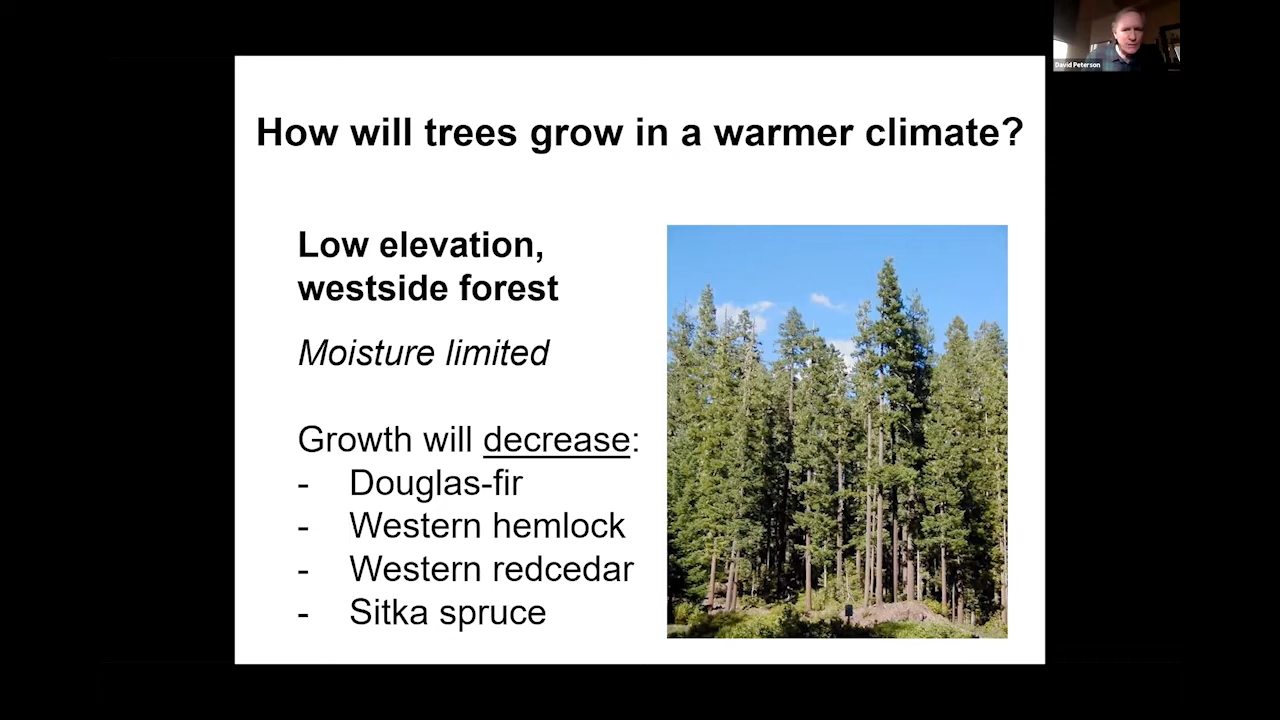 David Peterson
How will trees grow in a warmer climate?
Low elevation,
westside forest
Moisture limited
Growth will decrease:
- Douglas-fir
- Western hemlock
- Western redcedar
- Sitka spruce